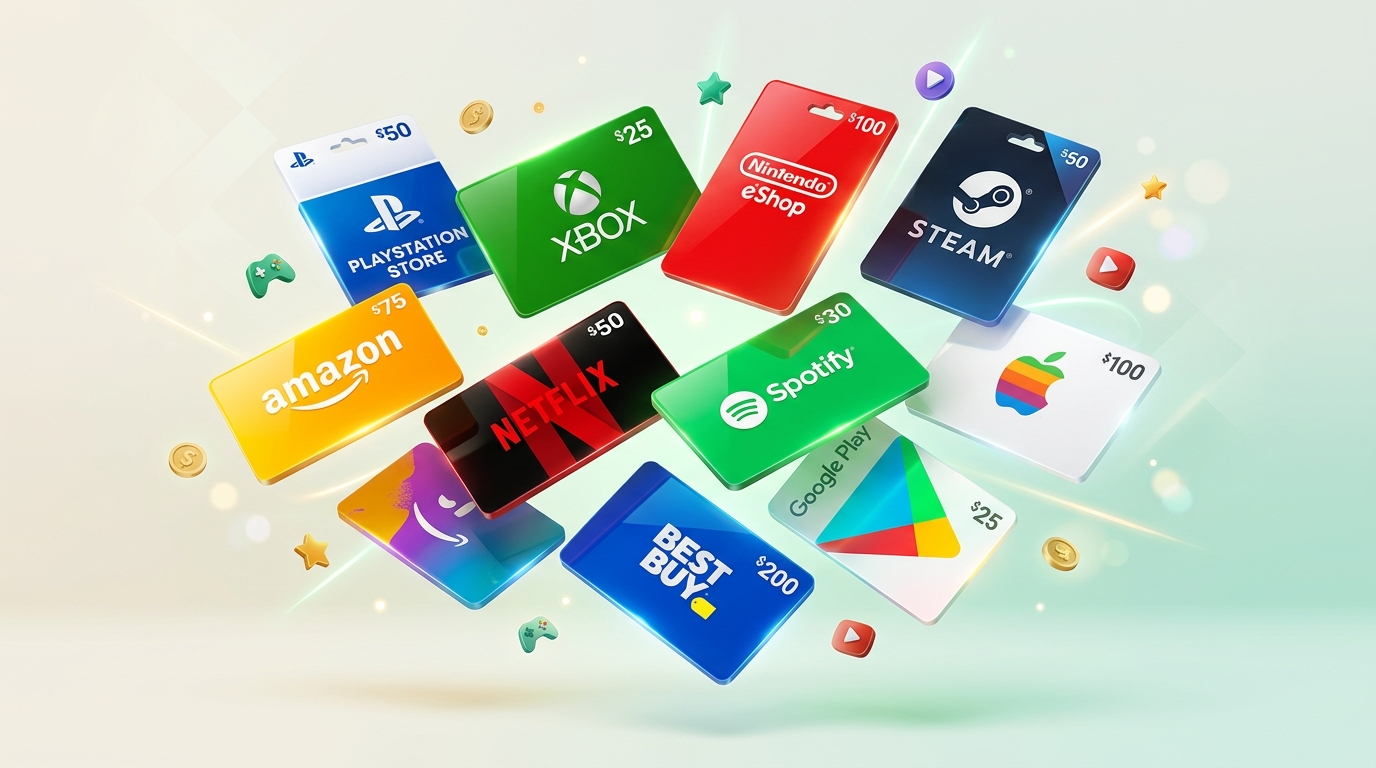 $50
PLAYSTATION
STORE
$25
XBOX
$100
Nintendo
eShop
$50
STEAM®
$75
amazon
$50
NETFLIX
$30
Spotify
$100
BEST
BUY
$200
Google Play
$25